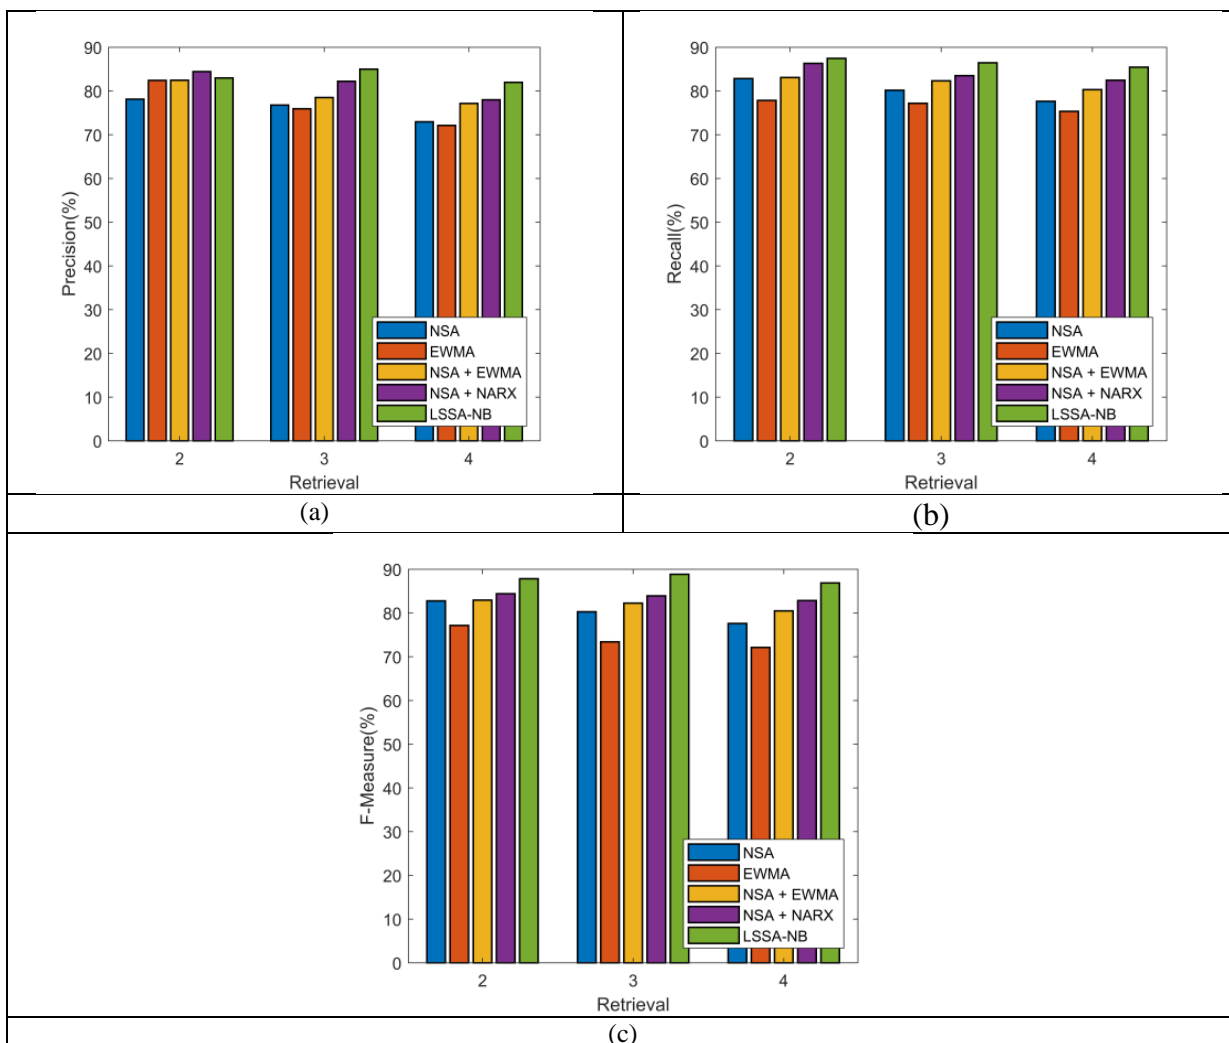 90
80
70
60
50
40
30
20
10
0
Precision(%)
NSA
EWMA
NSA + EWMA
NSA + NARX
LSSA-NB
2 3 4
Retrieval
(a)
90
80
70
60
50
40
30
20
10
0
Recall(%)
NSA
EWMA
NSA + EWMA
NSA + NARX
LSSA-NB
2 3 4
Retrieval
(b)
90
80
70
60
50
40
30
20
10
0
F-Measure(%)
NSA
EWMA
NSA + EWMA
NSA + NARX
LSSA-NB
2 3 4
Retrieval
(c)